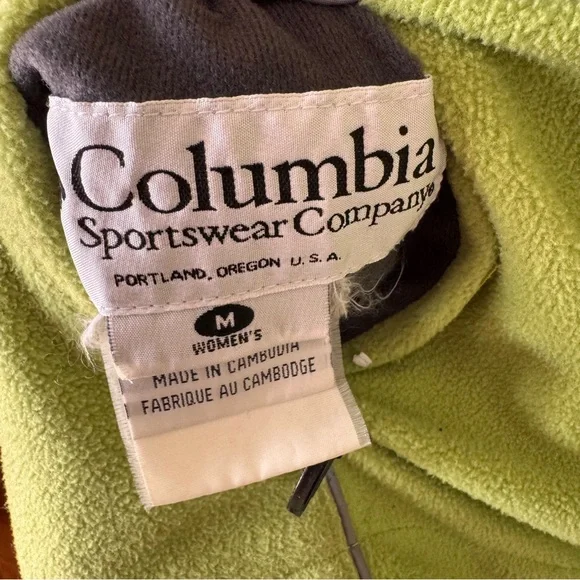 Columbia
Sportswear Company
PORTLAND, OREGON U.S.A.
M
WOMEN'S
MADE IN CAMBODIA
FABRIQUE AU CAMBODGE